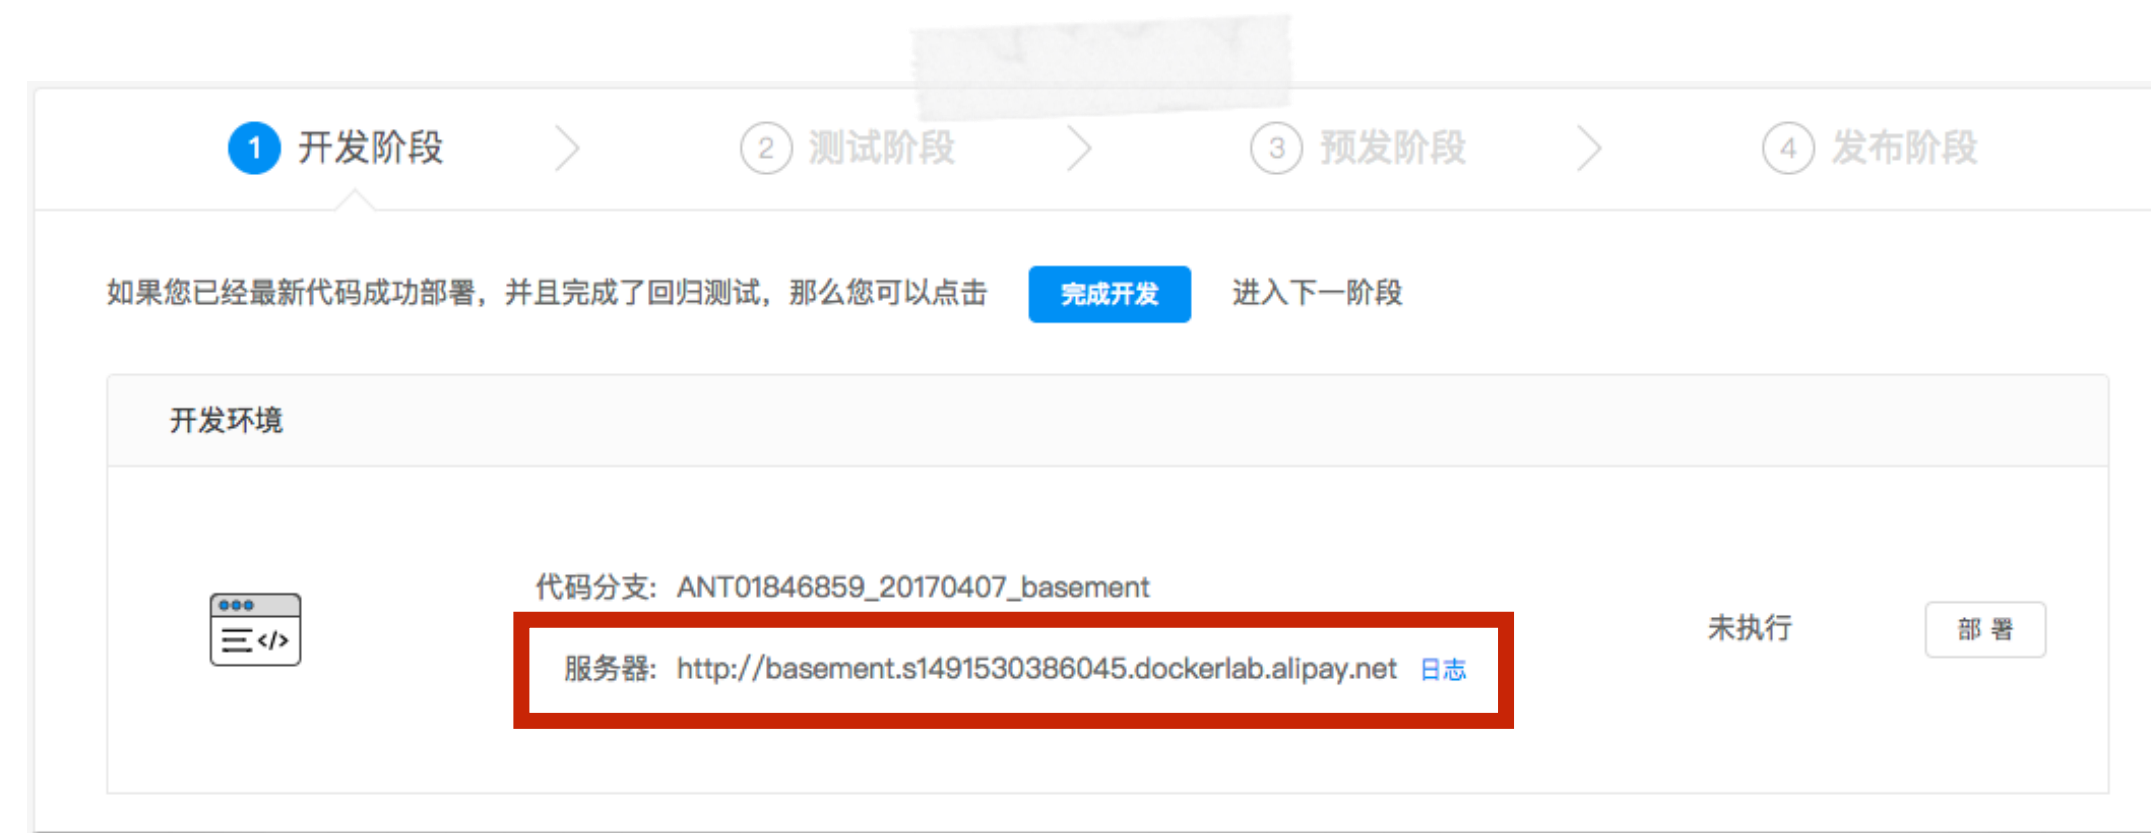 1 开发阶段 2 测试阶段 3 预发阶段 4 发布阶段
如果您已经最新代码成功部署，并且完成了回归测试，那么您可以点击 完成开发 进入下一阶段
开发环境
代码分支: ANT01846859_20170407_basement
服务器: http://basement.s1491530386045.dockerlab.alipay.net 日志
未执行 部 署